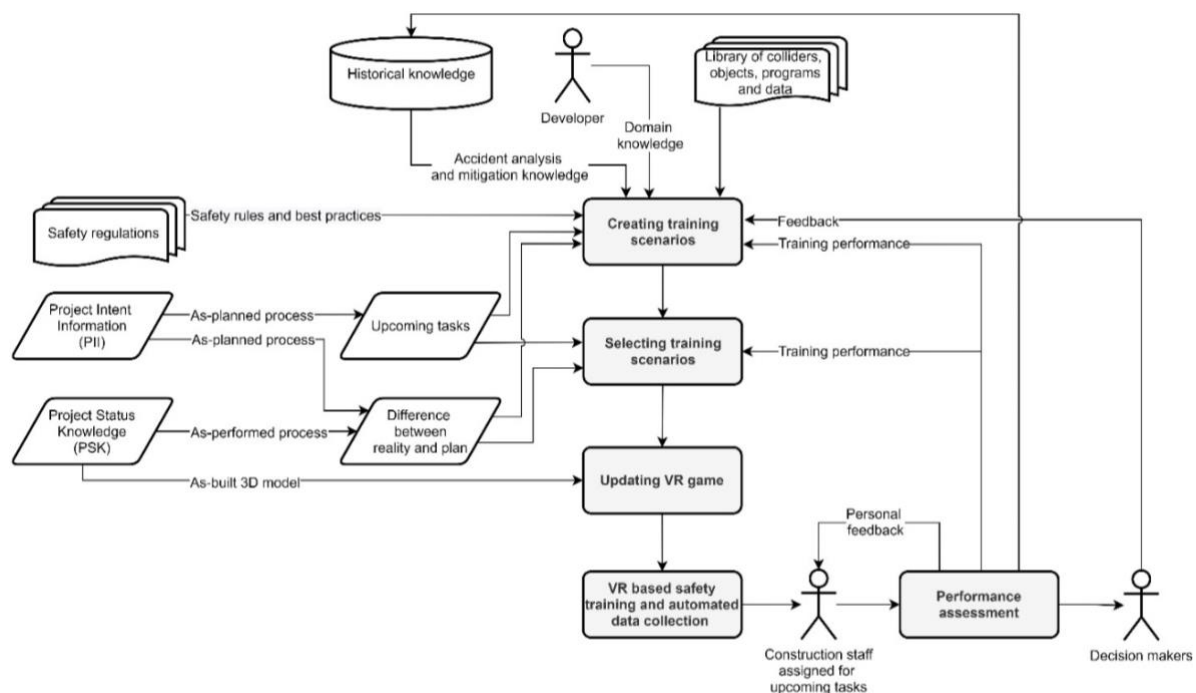 Historical knowledge
Developer
Library of colliders,
objects, programs
and data
Domain
knowledge
Accident analysis
and mitigation knowledge
Safety regulations
Safety rules and best practices
Creating training
scenarios
Feedback
Training performance
Project Intent
Information
(PII)
As-planned process
As-planned process
Upcoming tasks
Selecting training
scenarios
Training performance
Project Status
Knowledge
(PSK)
As-performed process
Difference
between
reality and plan
As-built 3D model
Updating VR game
Personal
feedback
VR based safety
training and automated
data collection
Construction staff
assigned for
upcoming tasks
Performance
assessment
Decision makers